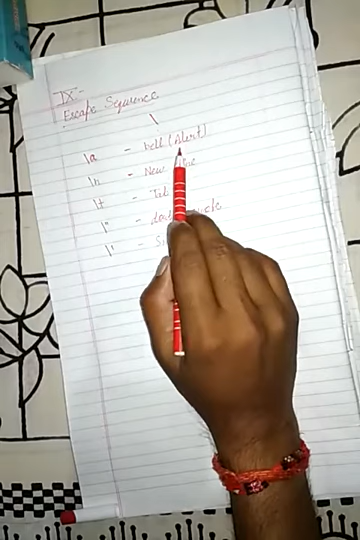 IX:-
Escape Sequence
\
\a - bell (Alert)
\n - New
\t - Tab
\" -
\' -